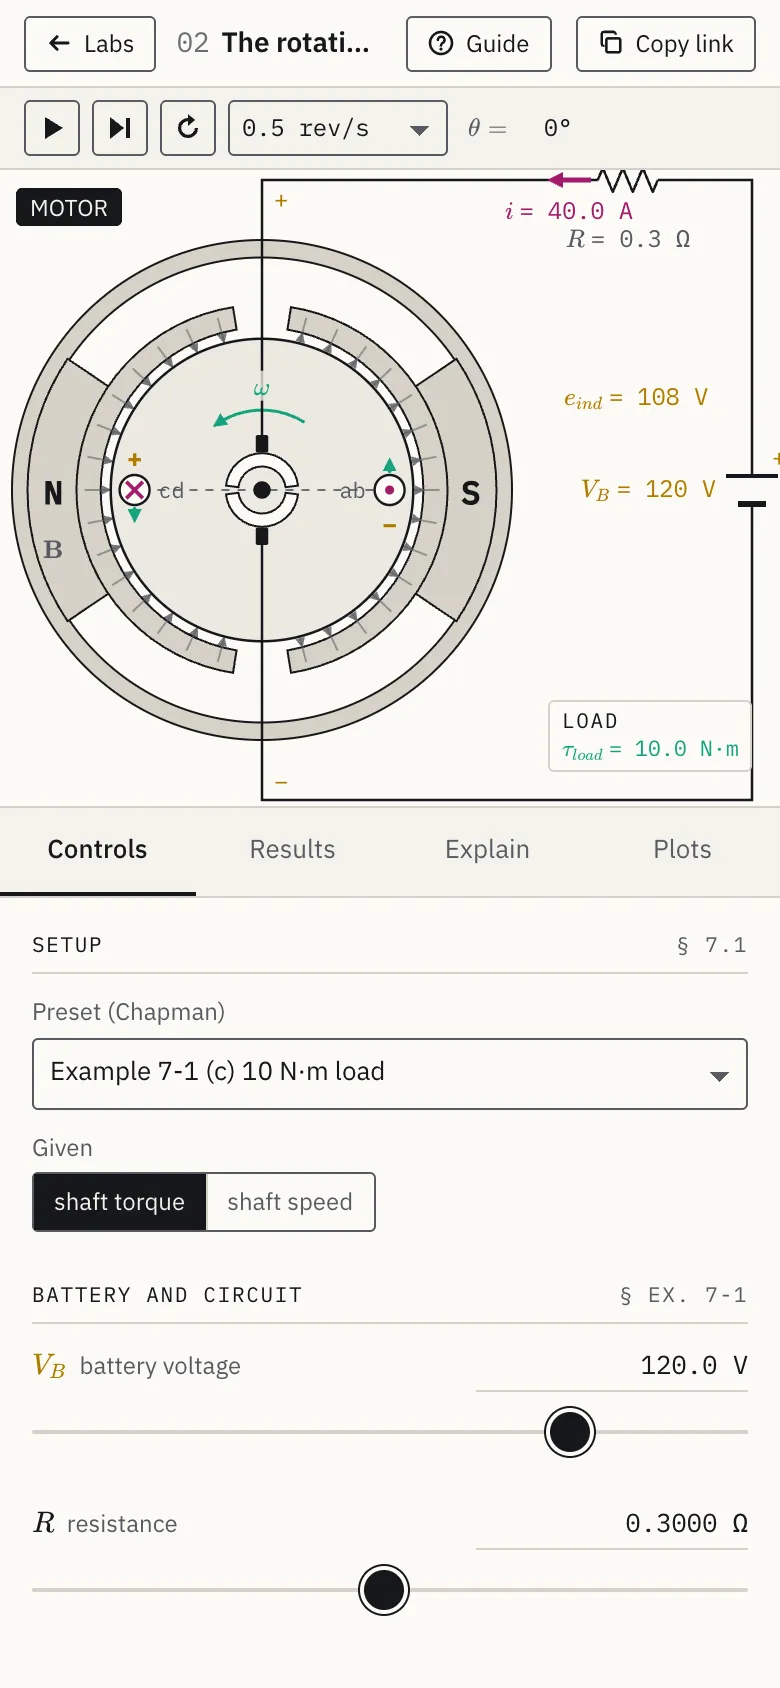 Labs
02 The rotati...
Guide
Copy link
0.5 rev/s
θ = 0°
MOTOR
+
i = 40.0 A
R = 0.3 Ω
ω
e_ind = 108 V
+
+
N
cd
ab
S
V_B = 120 V
B
−
LOAD
τ_load = 10.0 N·m
−
Controls
Results
Explain
Plots
SETUP
§ 7.1
Preset (Chapman)
Example 7-1 (c) 10 N·m load
Given
shaft torque
shaft speed
BATTERY AND CIRCUIT
§ EX. 7-1
V_B battery voltage
120.0 V
R resistance
0.3000 Ω